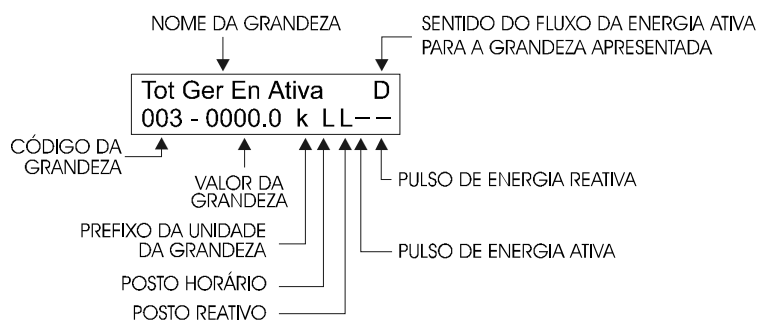 NOME DA GRANDEZA
SENTIDO DO FLUXO DA ENERGIA ATIVA
PARA A GRANDEZA APRESENTADA
Tot Ger En Ativa D
003 - 0000.0 k L L - -
CÓDIGO DA
GRANDEZA
VALOR DA
GRANDEZA
PULSO DE ENERGIA REATIVA
PREFIXO DA UNIDADE
DA GRANDEZA
PULSO DE ENERGIA ATIVA
POSTO HORÁRIO
POSTO REATIVO